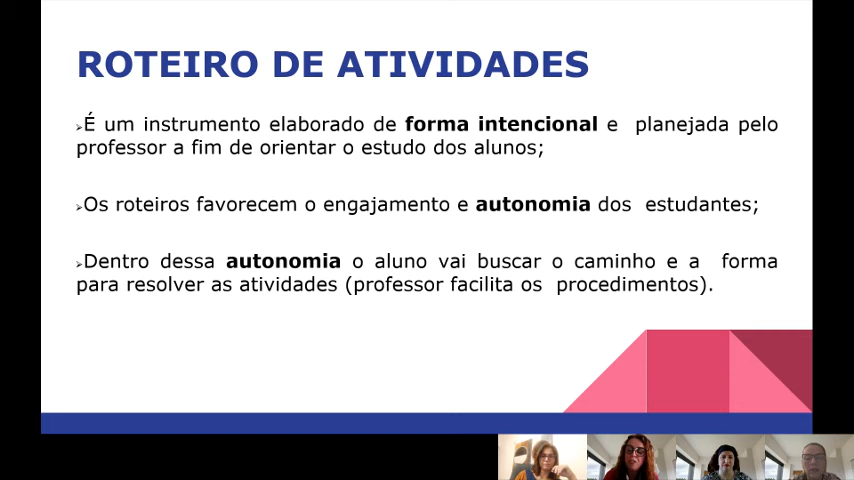 ROTEIRO DE ATIVIDADES
➢É um instrumento elaborado de forma intencional e planejada pelo
professor a fim de orientar o estudo dos alunos;
➢Os roteiros favorecem o engajamento e autonomia dos estudantes;
➢Dentro dessa autonomia o aluno vai buscar o caminho e a forma
para resolver as atividades (professor facilita os procedimentos).